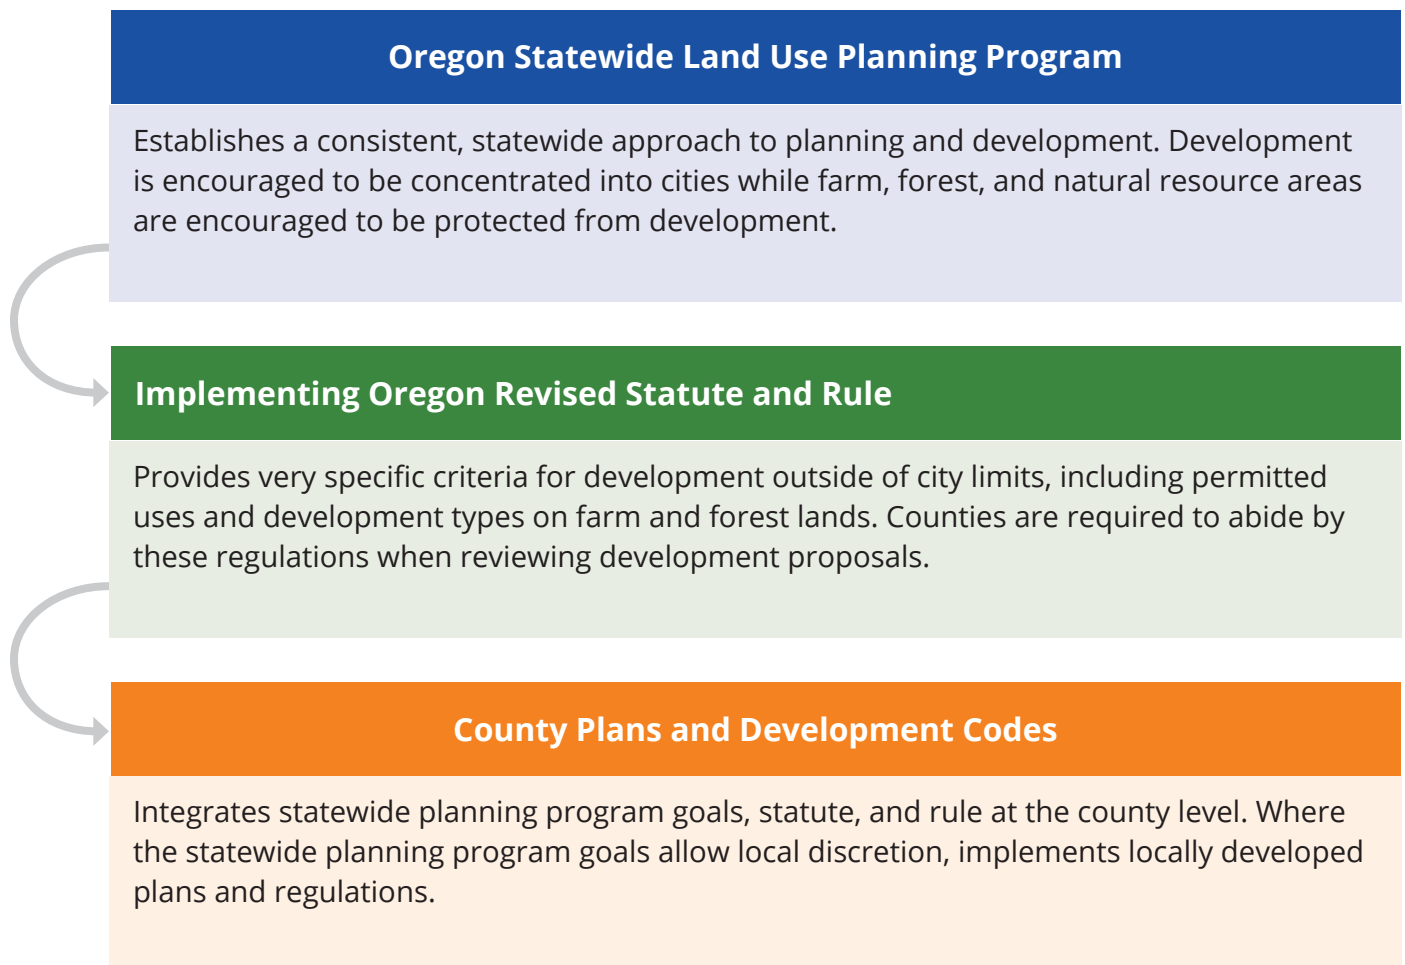 Oregon Statewide Land Use Planning Program
Establishes a consistent, statewide approach to planning and development. Development
is encouraged to be concentrated into cities while farm, forest, and natural resource areas
are encouraged to be protected from development.
Implementing Oregon Revised Statute and Rule
Provides very specific criteria for development outside of city limits, including permitted
uses and development types on farm and forest lands. Counties are required to abide by
these regulations when reviewing development proposals.
County Plans and Development Codes
Integrates statewide planning program goals, statute, and rule at the county level. Where
the statewide planning program goals allow local discretion, implements locally developed
plans and regulations.